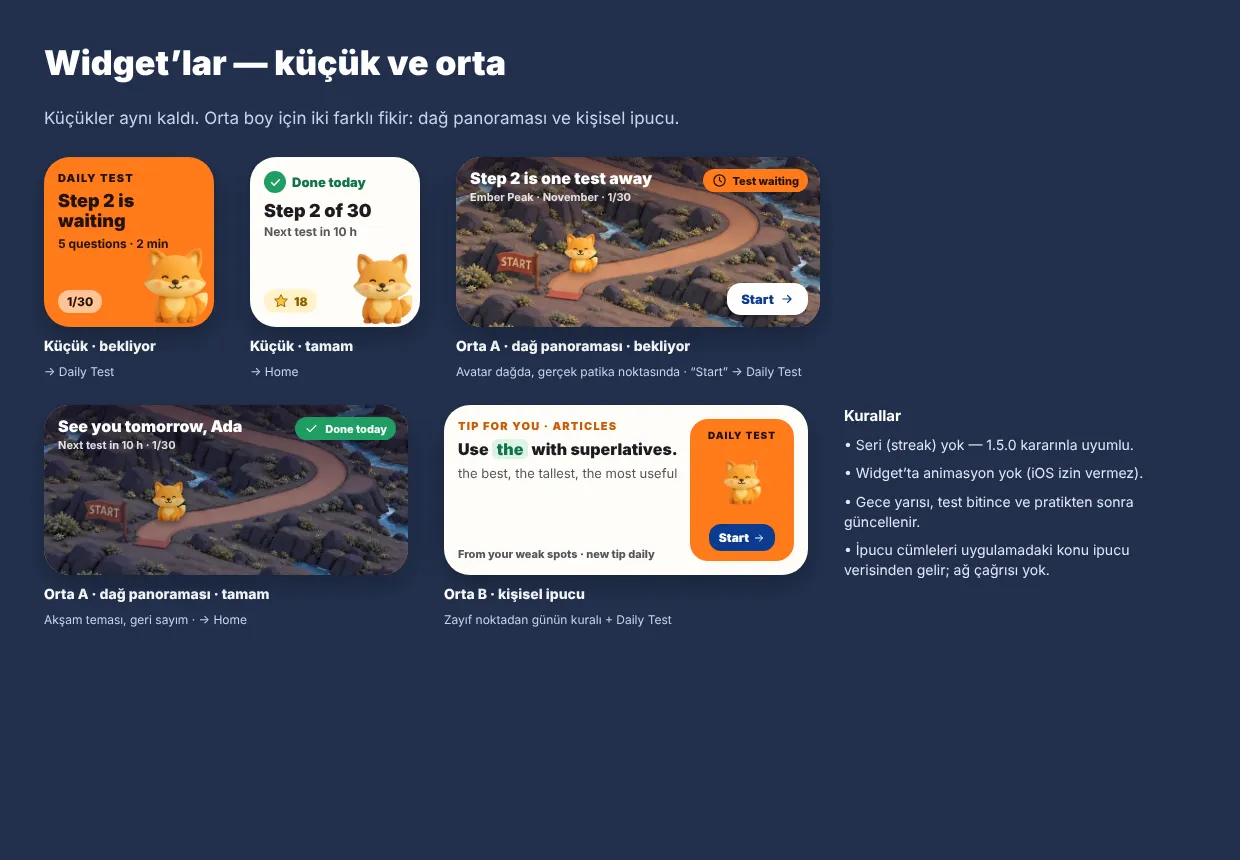 Widget’lar — küçük ve orta
Küçükler aynı kaldı. Orta boy için iki farklı fikir: dağ panoraması ve kişisel ipucu.
DAILY TEST
Step 2 is
waiting
5 questions · 2 min
1/30
Küçük · bekliyor
→ Daily Test
Done today
Step 2 of 30
Next test in 10 h
18
Küçük · tamam
→ Home
Step 2 is one test away
Ember Peak · November · 1/30
Test waiting
START
Start →
Orta A · dağ panoraması · bekliyor
Avatar dağda, gerçek patika noktasında · “Start” → Daily Test
See you tomorrow, Ada
Next test in 10 h · 1/30
Done today
START
Orta A · dağ panoraması · tamam
Akşam teması, geri sayım · → Home
TIP FOR YOU · ARTICLES
Use the with superlatives.
the best, the tallest, the most useful
From your weak spots · new tip daily
DAILY TEST
Start →
Orta B · kişisel ipucu
Zayıf noktadan günün kuralı + Daily Test
Kurallar
• Seri (streak) yok — 1.5.0 kararınla uyumlu.
• Widget’ta animasyon yok (iOS izin vermez).
• Gece yarısı, test bitince ve pratikten sonra
güncellenir.
• İpucu cümleleri uygulamadaki konu ipucu
verisinden gelir; ağ çağrısı yok.